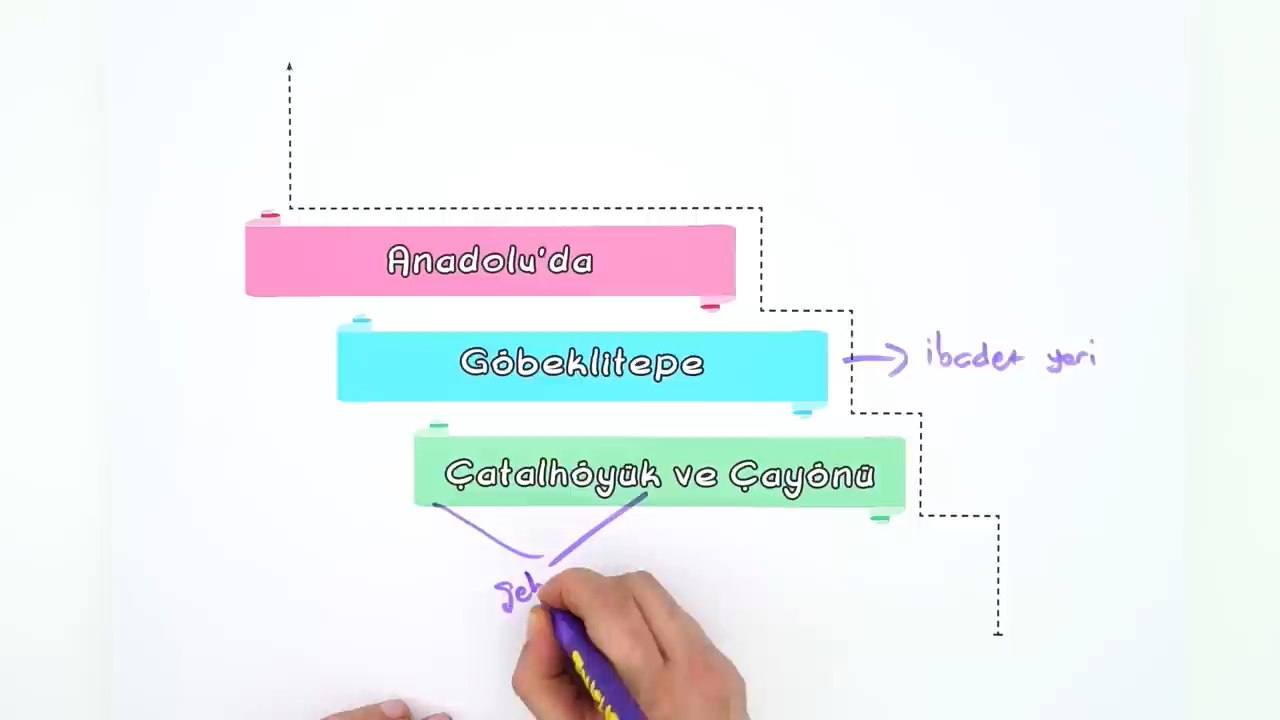 Anadolu'da
Göbeklitepe
ibadet yeri
Çatalhöyük ve Çayönü